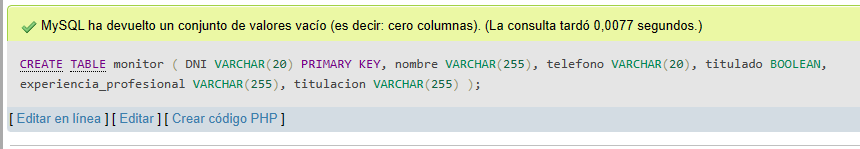 MySQL ha devuelto un conjunto de valores vacío (es decir: cero columnas). (La consulta tardó 0,0077 segundos.)
CREATE TABLE monitor ( DNI VARCHAR(20) PRIMARY KEY, nombre VARCHAR(255), telefono VARCHAR(20), titulado BOOLEAN,
experiencia_profesional VARCHAR(255), titulacion VARCHAR(255) );
[ Editar en línea ] [ Editar ] [ Crear código PHP ]